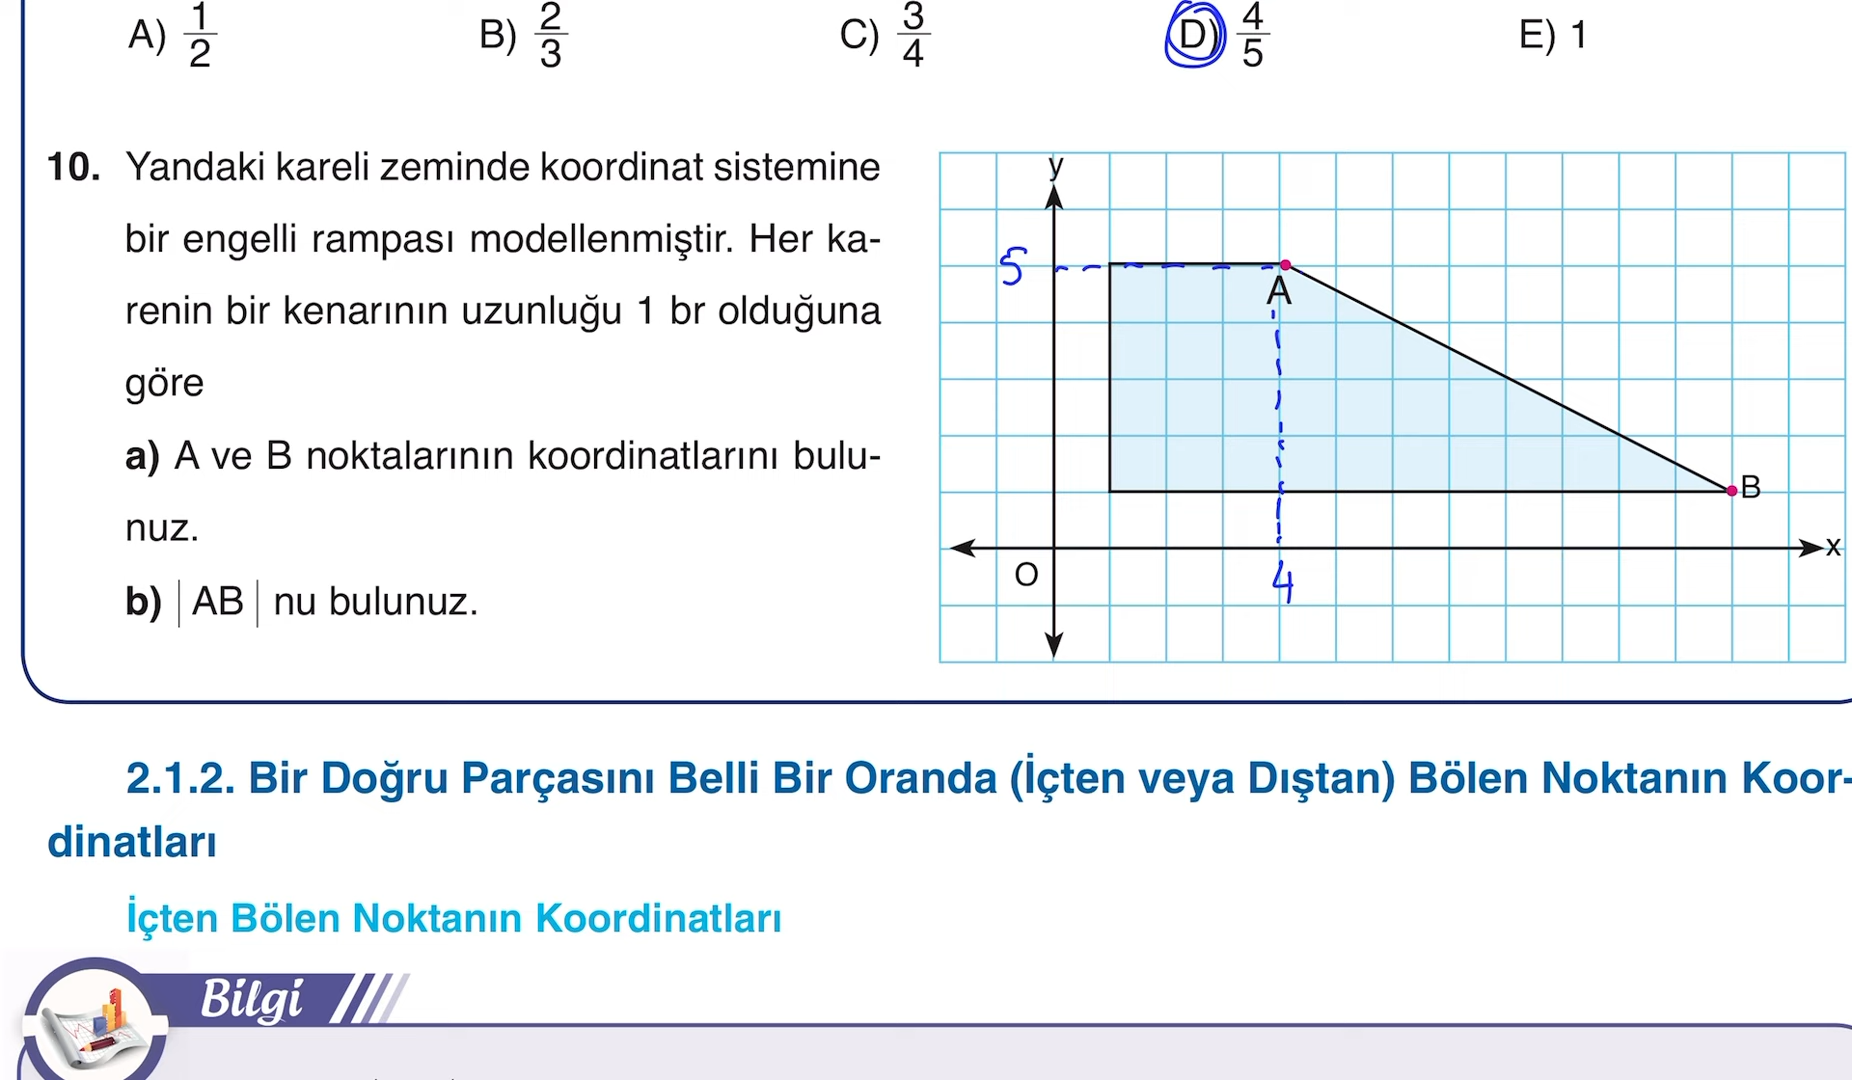 A) 1/2 B) 2/3 C) 3/4 D) 4/5 E) 1
10. Yandaki kareli zeminde koordinat sistemine
bir engelli rampası modellenmiştir. Her ka-
renin bir kenarının uzunluğu 1 br olduğuna
göre
a) A ve B noktalarının koordinatlarını bulu-
nuz.
b) |AB| nu bulunuz.
y
5
A
B
x
O
4
2.1.2. Bir Doğru Parçasını Belli Bir Oranda (İçten veya Dıştan) Bölen Noktanın Koor-
dinatları
İçten Bölen Noktanın Koordinatları
Bilgi